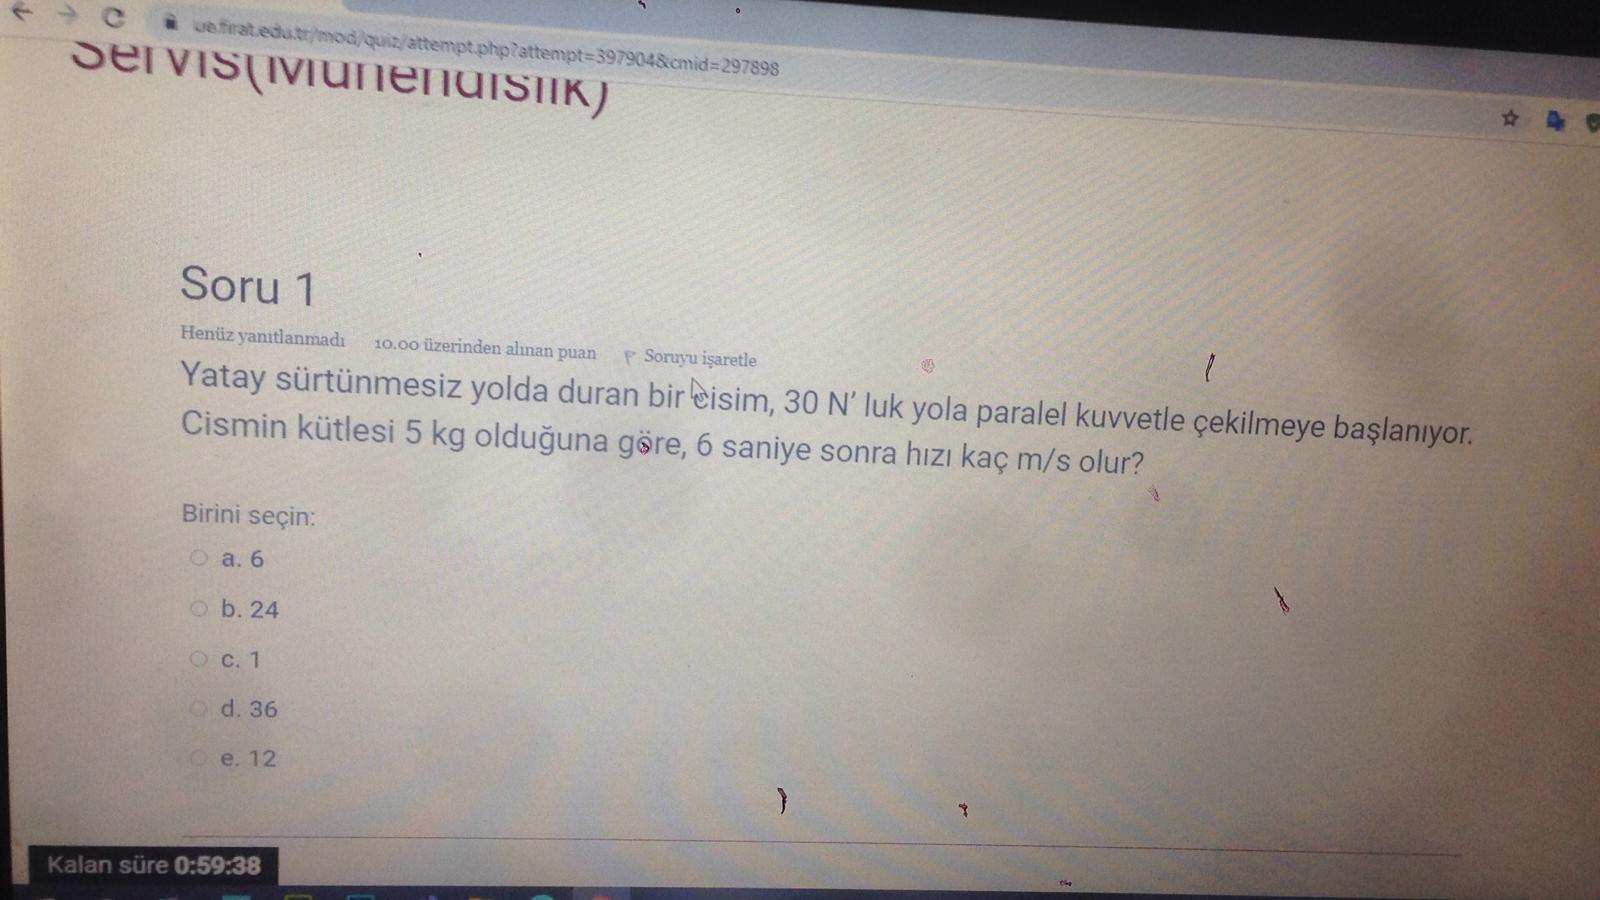 ue.firat.edu.tr/mod/quiz/attempt.php?attempt=397904&cmid=297898
Servis(Mühendislik)
Soru 1
Henüz yanıtlanmadı 10.00 üzerinden alınan puan Soruyu işaretle
Yatay sürtünmesiz yolda duran bir cisim, 30 N' luk yola paralel kuvvetle çekilmeye başlanıyor.
Cismin kütlesi 5 kg olduğuna göre, 6 saniye sonra hızı kaç m/s olur?
Birini seçin:
a. 6
b. 24
c. 1
d. 36
e. 12
Kalan süre 0:59:38